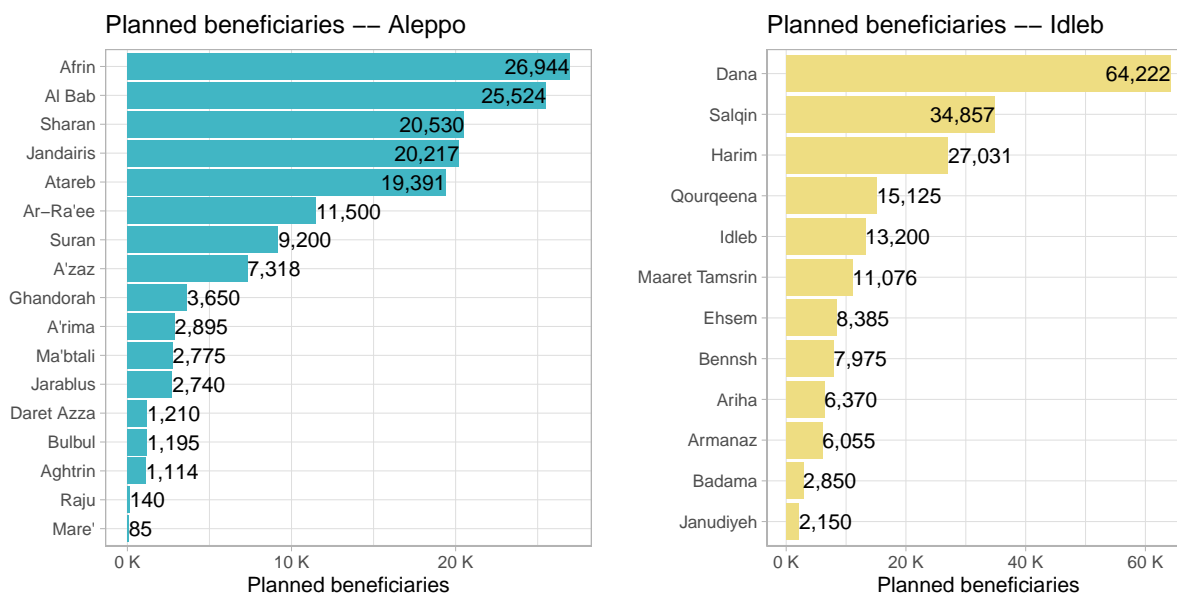 Planned beneficiaries −− Aleppo
Afrin 26,944
Al Bab 25,524
Sharan 20,530
Jandairis 20,217
Atareb 19,391
Ar−Ra'ee 11,500
Suran 9,200
A'zaz 7,318
Ghandorah 3,650
A'rima 2,895
Ma'btali 2,775
Jarablus 2,740
Daret Azza 1,210
Bulbul 1,195
Aghtrin 1,114
Raju 140
Mare' 85
0 K 10 K 20 K
Planned beneficiaries
Planned beneficiaries −− Idleb
Dana 64,222
Salqin 34,857
Harim 27,031
Qourqeena 15,125
Idleb 13,200
Maaret Tamsrin 11,076
Ehsem 8,385
Bennsh 7,975
Ariha 6,370
Armanaz 6,055
Badama 2,850
Janudiyeh 2,150
0 K 20 K 40 K 60 K
Planned beneficiaries